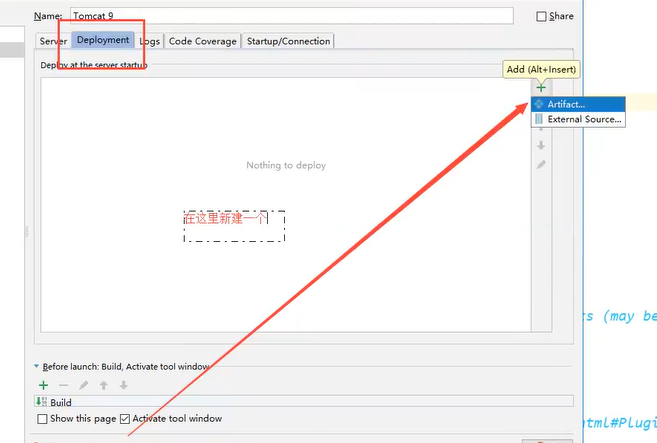 Name: Tomcat 9
Share
Server Deployment Logs Code Coverage Startup/Connection
Deploy at the server startup
Add (Alt+Insert)
Artifact...
External Source...
Nothing to deploy
在这里新建一个
(may be
Before launch: Build, Activate tool window
Build
html#Plugi
Show this page Activate tool window